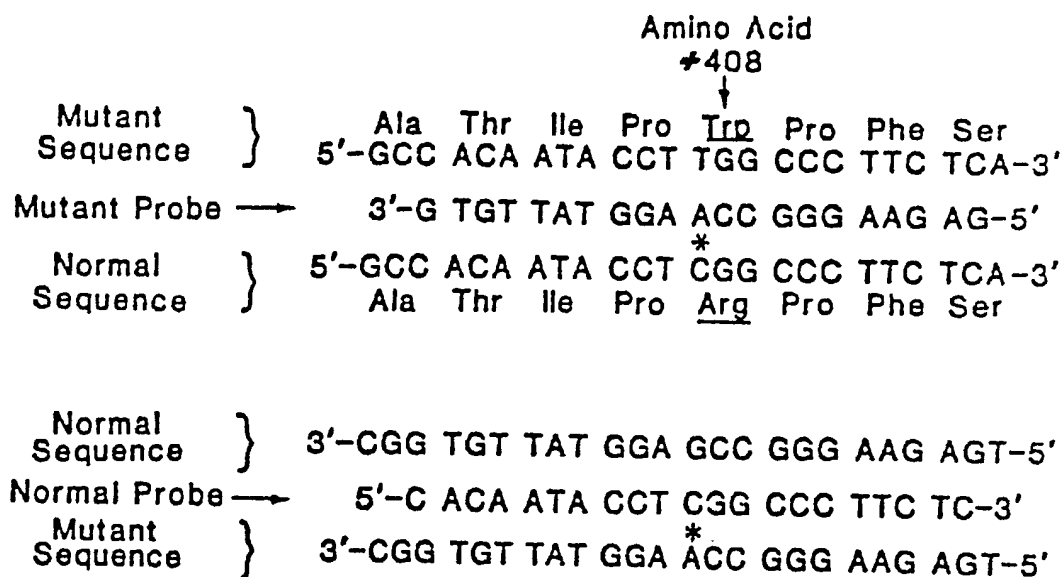 Amino Acid
#408
Mutant
Sequence
Ala Thr Ile Pro Trp Pro Phe Ser
5′-GCC ACA ATA CCT TGG CCC TTC TCA-3′
Mutant Probe → 3′-G TGT TAT GGA ACC GGG AAG AG-5′
*
Normal
Sequence
5′-GCC ACA ATA CCT CGG CCC TTC TCA-3′
Ala Thr Ile Pro Arg Pro Phe Ser
Normal
Sequence
3′-CGG TGT TAT GGA GCC GGG AAG AGT-5′
Normal Probe → 5′-C ACA ATA CCT CGG CCC TTC TC-3′
*
Mutant
Sequence
3′-CGG TGT TAT GGA ACC GGG AAG AGT-5′